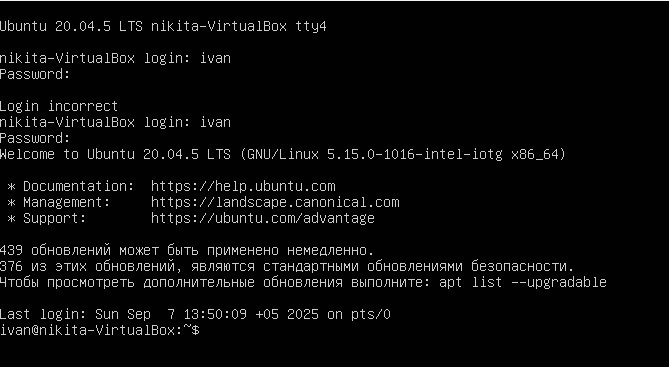 Ubuntu 20.04.5 LTS nikita-VirtualBox tty4
nikita-VirtualBox login: ivan
Password:
Login incorrect
nikita-VirtualBox login: ivan
Password:
Welcome to Ubuntu 20.04.5 LTS (GNU/Linux 5.15.0-1016-intel-iotg x86_64)
* Documentation:  https://help.ubuntu.com
* Management:     https://landscape.canonical.com
* Support:        https://ubuntu.com/advantage
439 обновлений может быть применено немедленно.
376 из этих обновлений, являются стандартными обновлениями безопасности.
Чтобы просмотреть дополнительные обновления выполните: apt list --upgradable
Last login: Sun Sep  7 13:50:09 +05 2025 on pts/0
ivan@nikita-VirtualBox:~$